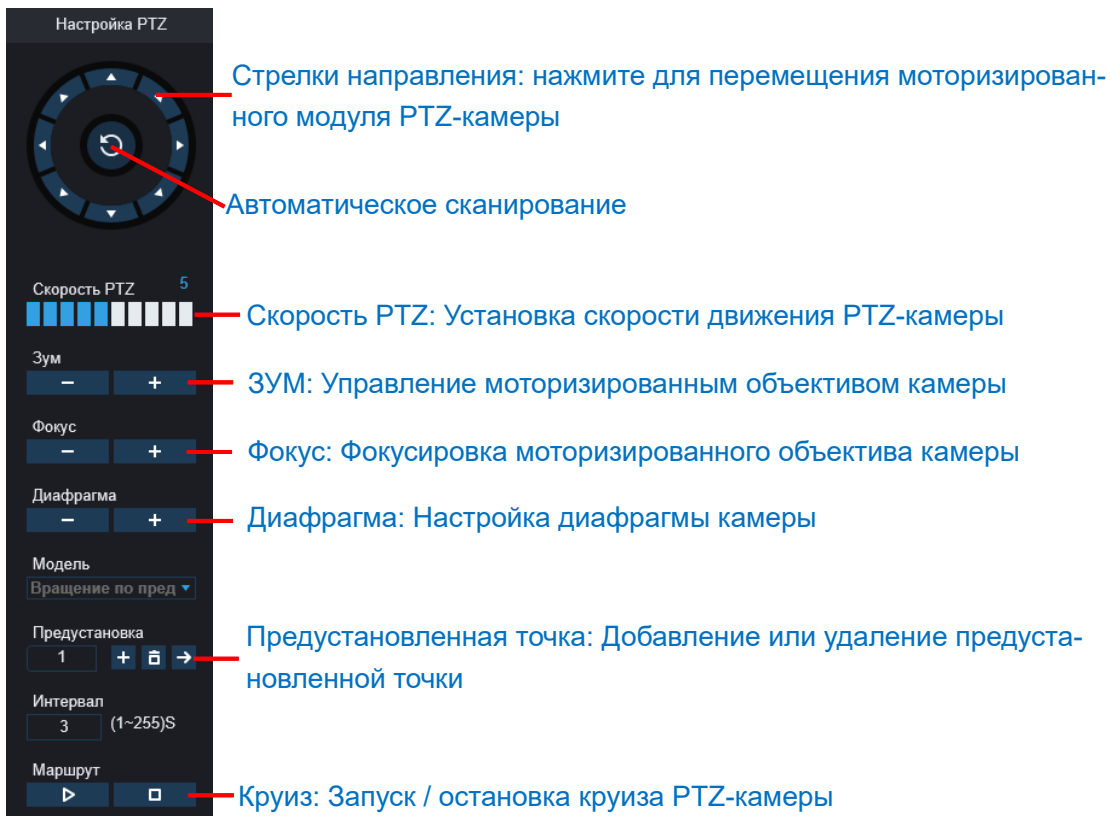 Настройка PTZ
Стрелки направления: нажмите для перемещения моторизирован-
ного модуля PTZ-камеры
Автоматическое сканирование
Скорость PTZ 5
Скорость PTZ: Установка скорости движения PTZ-камеры
Зум
ЗУМ: Управление моторизированным объективом камеры
Фокус
Фокус: Фокусировка моторизированного объектива камеры
Диафрагма
Диафрагма: Настройка диафрагмы камеры
Модель
Вращение по пред
Предустановка
1
Предустановленная точка: Добавление или удаление предуста-
новленной точки
Интервал
3 (1~255)S
Маршрут
Круиз: Запуск / остановка круиза PTZ-камеры